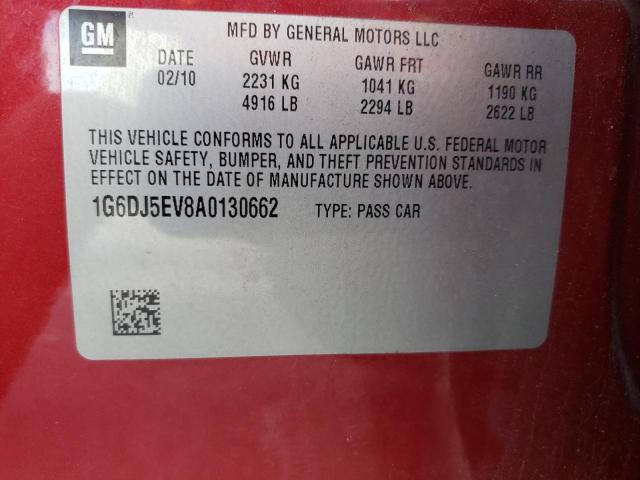 GM
®
MFD BY GENERAL MOTORS LLC
DATE GVWR GAWR FRT GAWR RR
02/10 2231 KG 1041 KG 1190 KG
4916 LB 2294 LB 2622 LB
THIS VEHICLE CONFORMS TO ALL APPLICABLE U.S. FEDERAL MOTOR
VEHICLE SAFETY, BUMPER, AND THEFT PREVENTION STANDARDS IN
EFFECT ON THE DATE OF MANUFACTURE SHOWN ABOVE.
1G6DJ5EV8A0130662 TYPE: PASS CAR